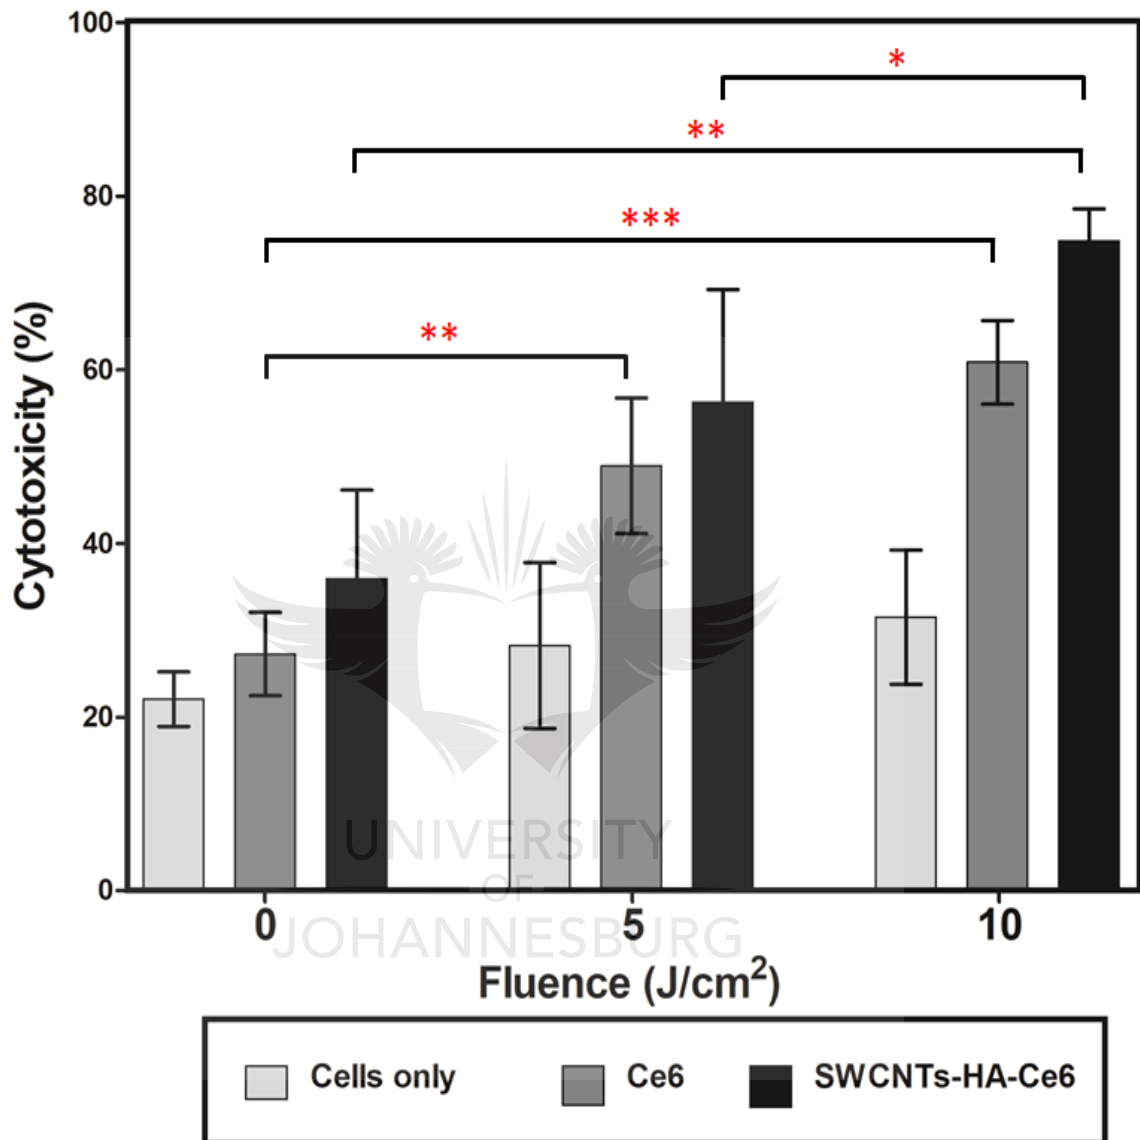 100
*
**
80
***
**
60
40
20
0
Cytotoxicity (%)
UNIVERSITY
OF
JOHANNESBURG
0 5 10
Fluence (J/cm²)
Cells only Ce6 SWCNTs-HA-Ce6